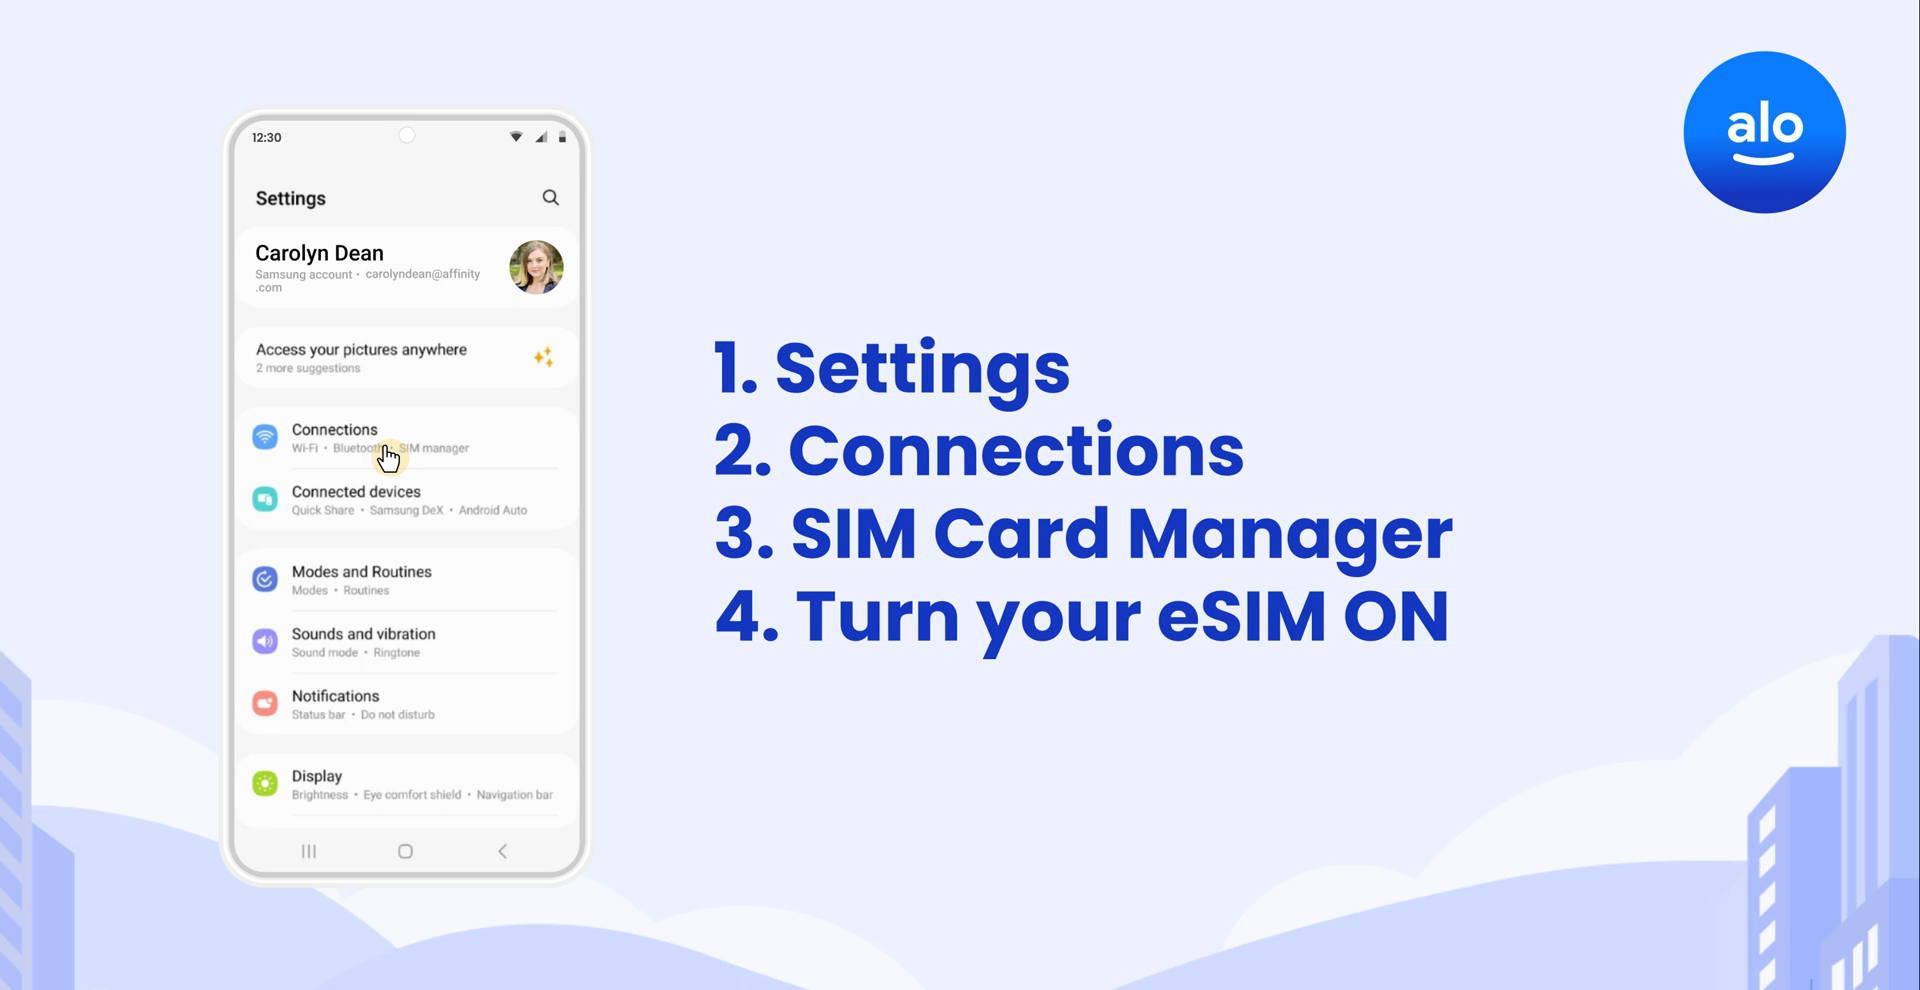 12:30
Settings
Carolyn Dean
Samsung account • carolyndean@affinity
.com
Access your pictures anywhere
2 more suggestions
Connections
Wi-Fi • Bluetooth • SIM manager
Connected devices
Quick Share • Samsung DeX • Android Auto
Modes and Routines
Modes • Routines
Sounds and vibration
Sound mode • Ringtone
Notifications
Status bar • Do not disturb
Display
Brightness • Eye comfort shield • Navigation bar
1. Settings
2. Connections
3. SIM Card Manager
4. Turn your eSIM ON
alo